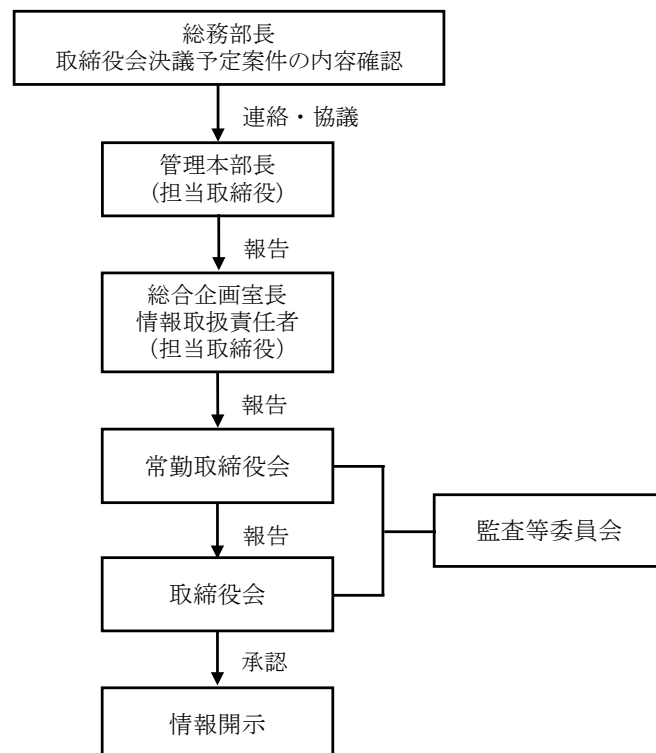 総務部長
取締役会決議予定案件の内容確認
連絡・協議
管理本部長
(担当取締役)
報告
総合企画室長
情報取扱責任者
(担当取締役)
報告
常勤取締役会
報告
監査等委員会
取締役会
承認
情報開示